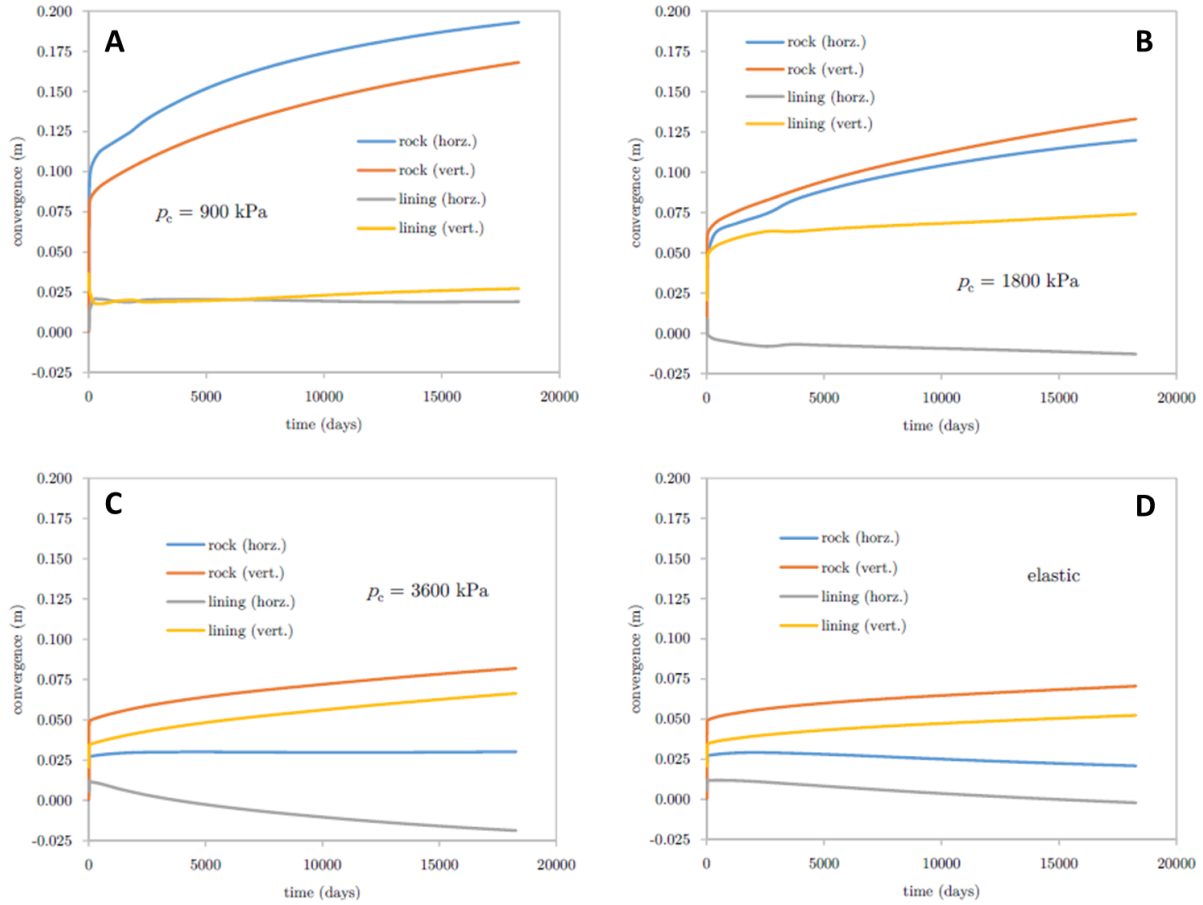 A
0.200
0.175
0.150
0.125
0.100
0.075
0.050
0.025
0.000
-0.025
convergence (m)
rock (horz.)
rock (vert.)
lining (horz.)
lining (vert.)
pc = 900 kPa
0 5000 10000 15000 20000
time (days)
B
0.200
0.175
0.150
0.125
0.100
0.075
0.050
0.025
0.000
-0.025
convergence (m)
rock (horz.)
rock (vert.)
lining (horz.)
lining (vert.)
pc = 1800 kPa
0 5000 10000 15000 20000
time (days)
C
0.200
0.175
0.150
0.125
0.100
0.075
0.050
0.025
0.000
-0.025
convergence (m)
rock (horz.)
rock (vert.)
lining (horz.)
lining (vert.)
pc = 3600 kPa
0 5000 10000 15000 20000
time (days)
D
0.200
0.175
0.150
0.125
0.100
0.075
0.050
0.025
0.000
-0.025
convergence (m)
rock (horz.)
rock (vert.)
lining (horz.)
lining (vert.)
elastic
0 5000 10000 15000 20000
time (days)